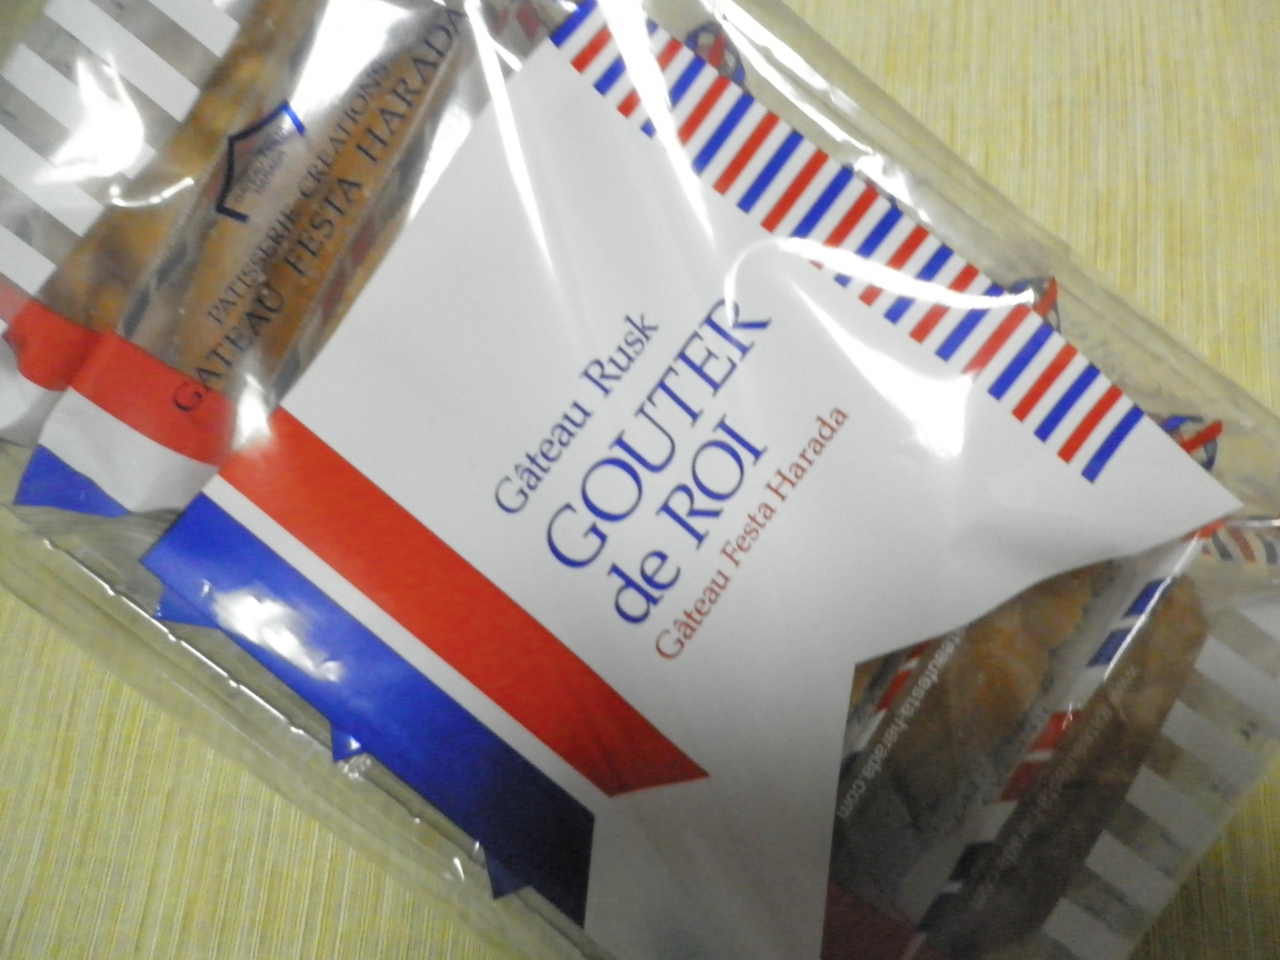 PATISSERIE CREATIONS
GATEAU FESTA HARADA
Gâteau Rusk
GOUTER
de ROI
Gâteau Festa Harada